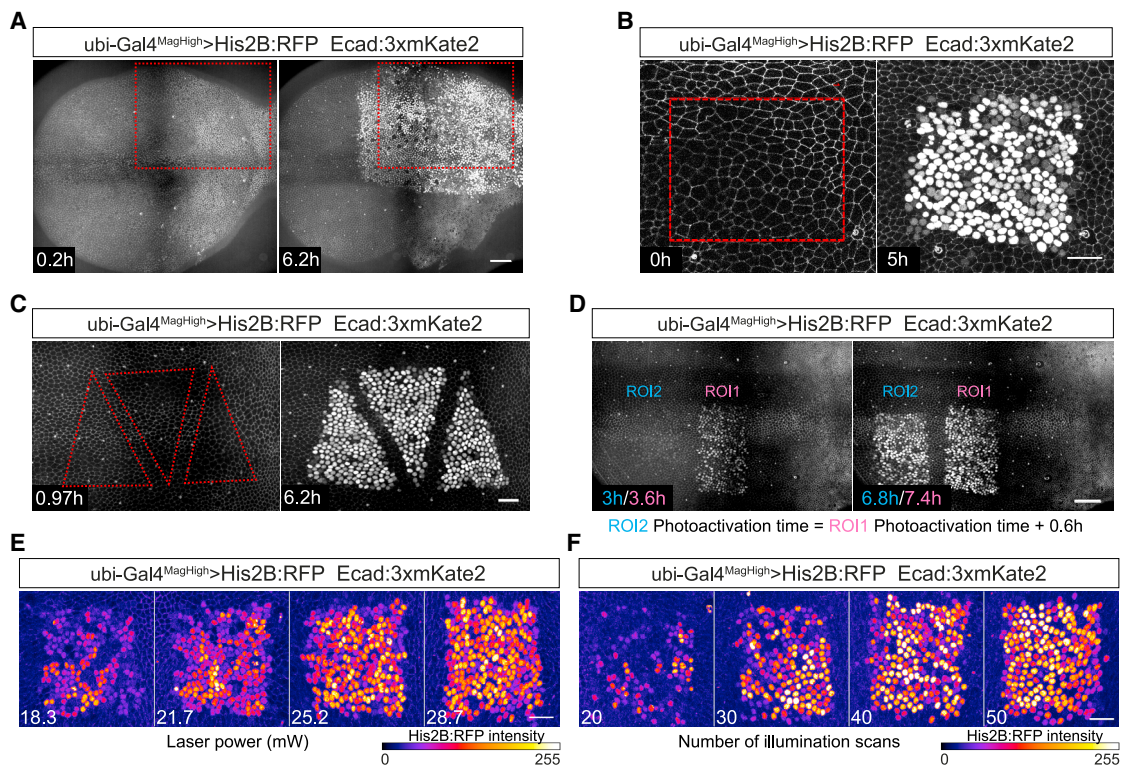 A
ubi-Gal4MagHigh>His2B:RFP Ecad:3xmKate2
0.2h
6.2h
B
ubi-Gal4MagHigh>His2B:RFP Ecad:3xmKate2
0h
5h
C
ubi-Gal4MagHigh>His2B:RFP Ecad:3xmKate2
0.97h
6.2h
D
ubi-Gal4MagHigh>His2B:RFP Ecad:3xmKate2
ROI2 ROI1
ROI2 ROI1
3h/3.6h
6.8h/7.4h
ROI2 Photoactivation time = ROI1 Photoactivation time + 0.6h
E
ubi-Gal4MagHigh>His2B:RFP Ecad:3xmKate2
18.3 21.7 25.2 28.7
Laser power (mW)
His2B:RFP intensity
0 255
F
ubi-Gal4MagHigh>His2B:RFP Ecad:3xmKate2
20 30 40 50
Number of illumination scans
His2B:RFP intensity
0 255